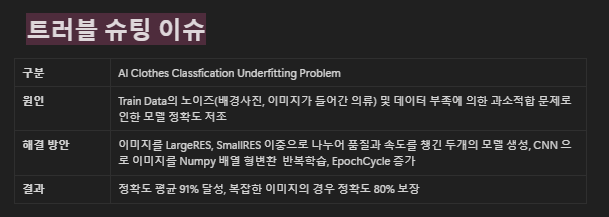 트러블 슈팅 이슈
구분
AI Clothes Classfication Underfitting Problem
원인
Train Data의 노이즈(배경사진, 이미지가 들어간 의류) 및 데이터 부족에 의한 과소적합 문제로
인한 모델 정확도 저조
해결 방안
이미지를 LargeRES, SmallRES 이중으로 나누어 품질과 속도를 챙긴 두개의 모델 생성, CNN 으
로 이미지를 Numpy 배열 형변환  반복학습, EpochCycle 증가
결과
정확도 평균 91% 달성, 복잡한 이미지의 경우 정확도 80% 보장